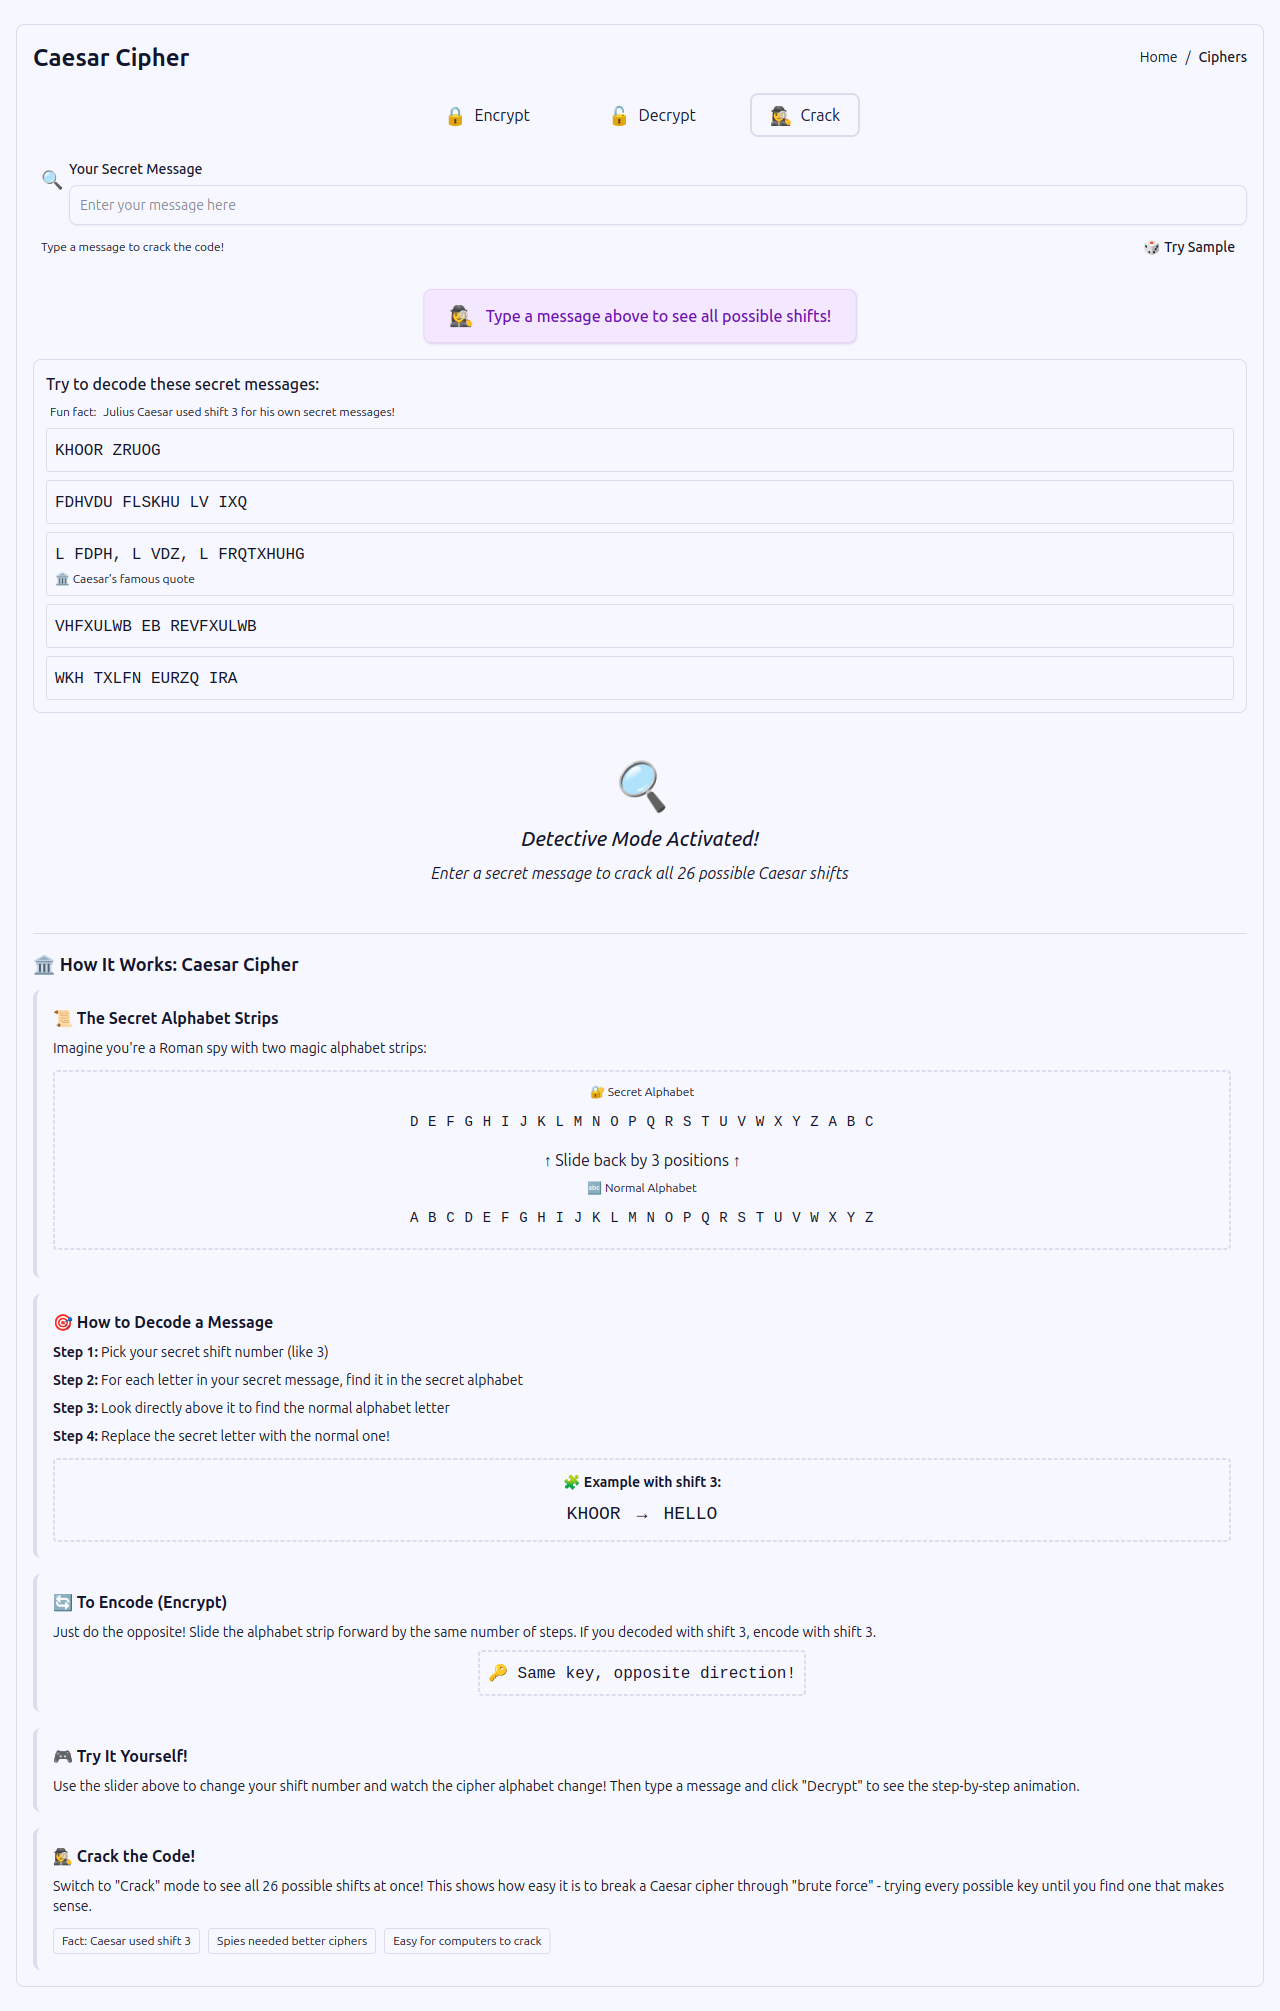 Caesar Cipher
Home / Ciphers
🔒 Encrypt
🔓 Decrypt
🕵️ Crack
🔍 Your Secret Message
Enter your message here
Type a message to crack the code!
🎲 Try Sample
🕵️ Type a message above to see all possible shifts!
Try to decode these secret messages:
Fun fact: Julius Caesar used shift 3 for his own secret messages!
KHOOR ZRUOG
FDHVDU FLSKHU LV IXQ
L FDPH, L VDZ, L FRQTXHUHG
🏛️ Caesar's famous quote
VHFXULWB EB REVFXULWB
WKH TXLFN EURZQ IRA
🔍
Detective Mode Activated!
Enter a secret message to crack all 26 possible Caesar shifts
🏛️ How It Works: Caesar Cipher
📜 The Secret Alphabet Strips
Imagine you're a Roman spy with two magic alphabet strips:
🔐 Secret Alphabet
D E F G H I J K L M N O P Q R S T U V W X Y Z A B C
↑ Slide back by 3 positions ↑
🔤 Normal Alphabet
A B C D E F G H I J K L M N O P Q R S T U V W X Y Z
🎯 How to Decode a Message
Step 1: Pick your secret shift number (like 3)
Step 2: For each letter in your secret message, find it in the secret alphabet
Step 3: Look directly above it to find the normal alphabet letter
Step 4: Replace the secret letter with the normal one!
🧩 Example with shift 3:
KHOOR → HELLO
🔄 To Encode (Encrypt)
Just do the opposite! Slide the alphabet strip forward by the same number of steps. If you decoded with shift 3, encode with shift 3.
🔑 Same key, opposite direction!
🎮 Try It Yourself!
Use the slider above to change your shift number and watch the cipher alphabet change! Then type a message and click "Decrypt" to see the step-by-step animation.
🕵️ Crack the Code!
Switch to "Crack" mode to see all 26 possible shifts at once! This shows how easy it is to break a Caesar cipher through "brute force" - trying every possible key until you find one that makes
sense.
Fact: Caesar used shift 3
Spies needed better ciphers
Easy for computers to crack